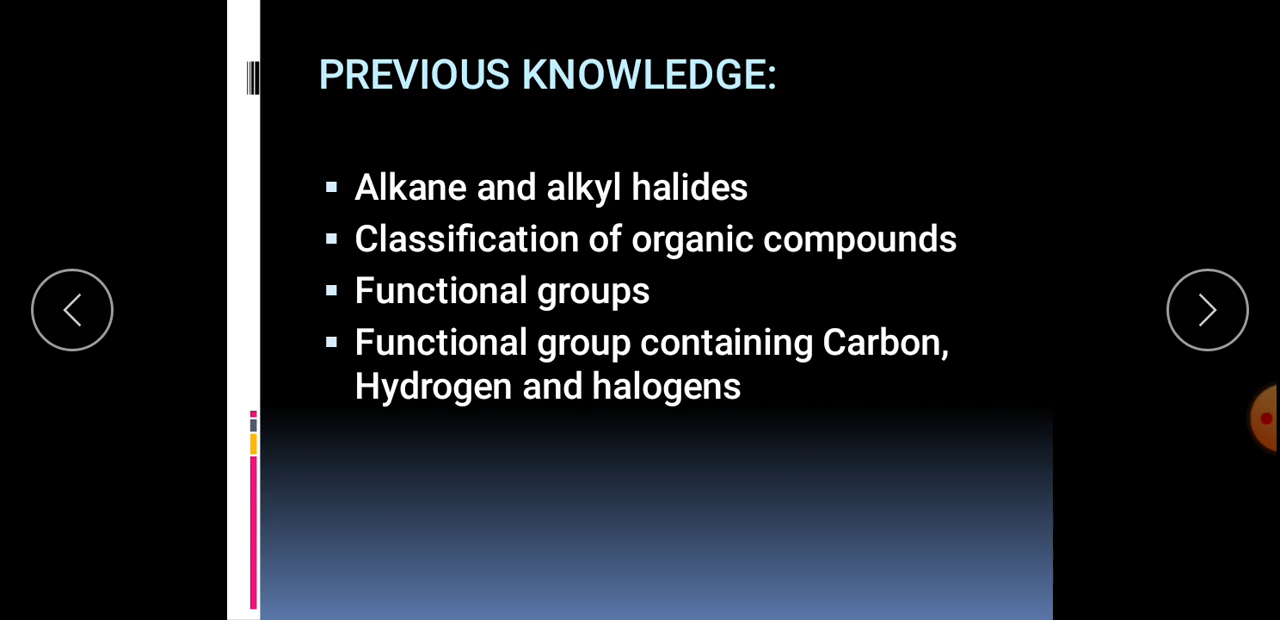 PREVIOUS KNOWLEDGE:
Alkane and alkyl halides
Classification of organic compounds
Functional groups
Functional group containing Carbon,
Hydrogen and halogens